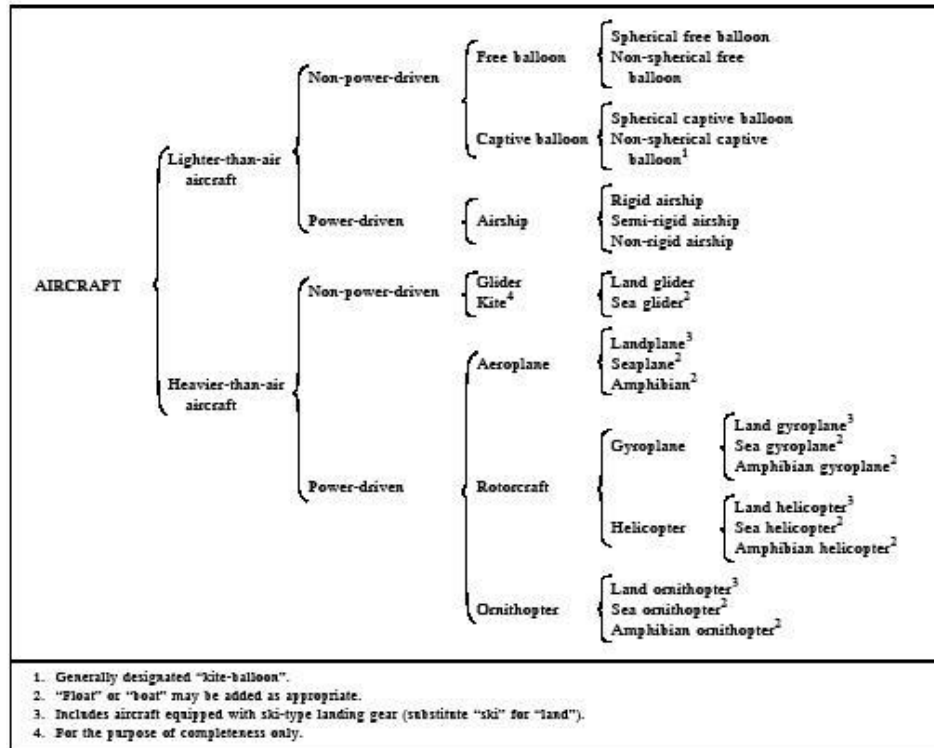 AIRCRAFT
Lighter-than-air
aircraft
Non-power-driven
Free balloon
Spherical free balloon
Non-spherical free
balloon
Captive balloon
Spherical captive balloon
Non-spherical captive
balloon¹
Power-driven
Airship
Rigid airship
Semi-rigid airship
Non-rigid airship
Heavier-than-air
aircraft
Non-power-driven
Glider
Kite⁴
Land glider
Sea glider²
Power-driven
Aeroplane
Landplane³
Seaplane²
Amphibian²
Rotorcraft
Gyroplane
Land gyroplane³
Sea gyroplane²
Amphibian gyroplane²
Helicopter
Land helicopter³
Sea helicopter²
Amphibian helicopter²
Ornithopter
Land ornithopter³
Sea ornithopter²
Amphibian ornithopter²
1. Generally designated “kite-balloon”.
2. “Float” or “boat” may be added as appropriate.
3. Includes aircraft equipped with ski-type landing gear (substitute “ski” for “land”).
4. For the purpose of completeness only.